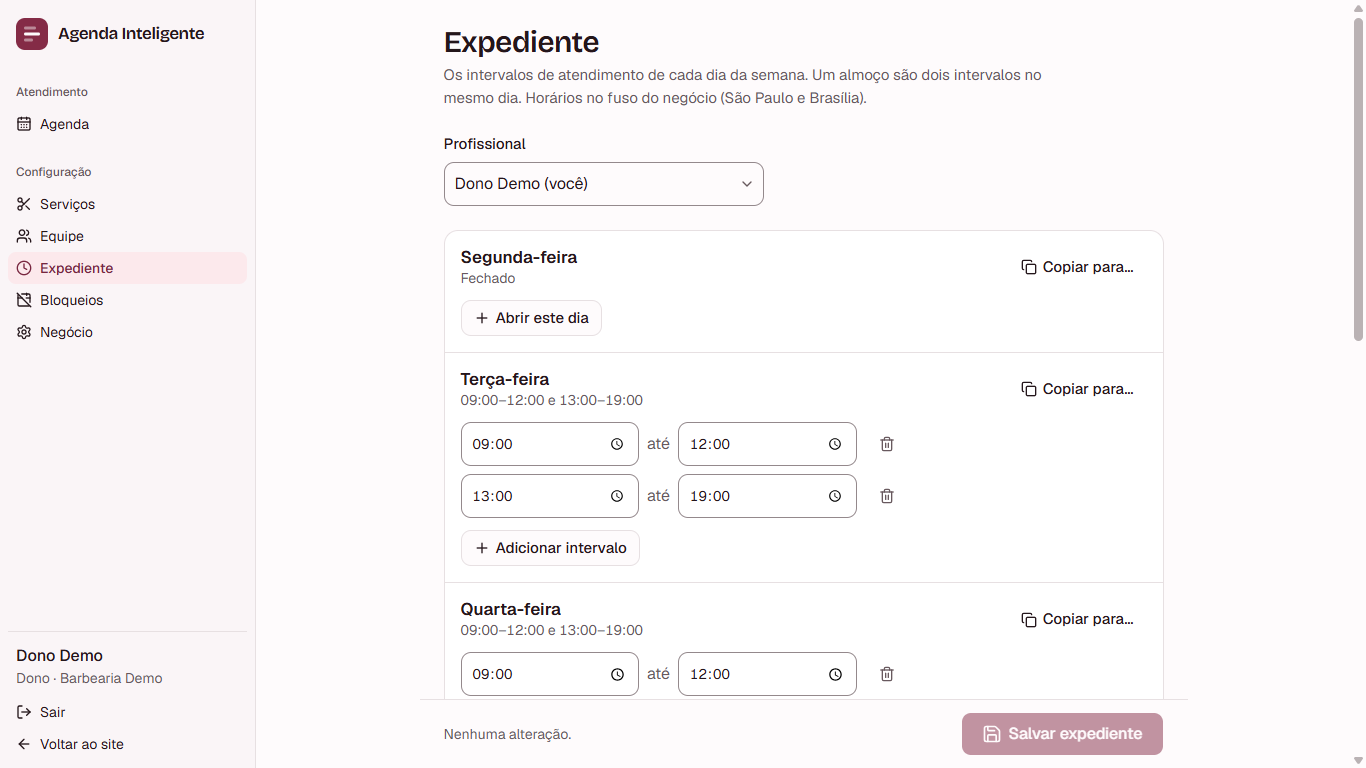 Agenda Inteligente
Atendimento
Agenda
Configuração
Serviços
Equipe
Expediente
Bloqueios
Negócio
Dono Demo
Dono · Barbearia Demo
Sair
Voltar ao site
Expediente
Os intervalos de atendimento de cada dia da semana. Um almoço são dois intervalos no
mesmo dia. Horários no fuso do negócio (São Paulo e Brasília).
Profissional
Dono Demo (você)
Segunda-feira
Copiar para...
Fechado
+ Abrir este dia
Terça-feira
Copiar para...
09:00–12:00 e 13:00–19:00
09:00 até 12:00
13:00 até 19:00
+ Adicionar intervalo
Quarta-feira
Copiar para...
09:00–12:00 e 13:00–19:00
09:00 até 12:00
Nenhuma alteração.
Salvar expediente